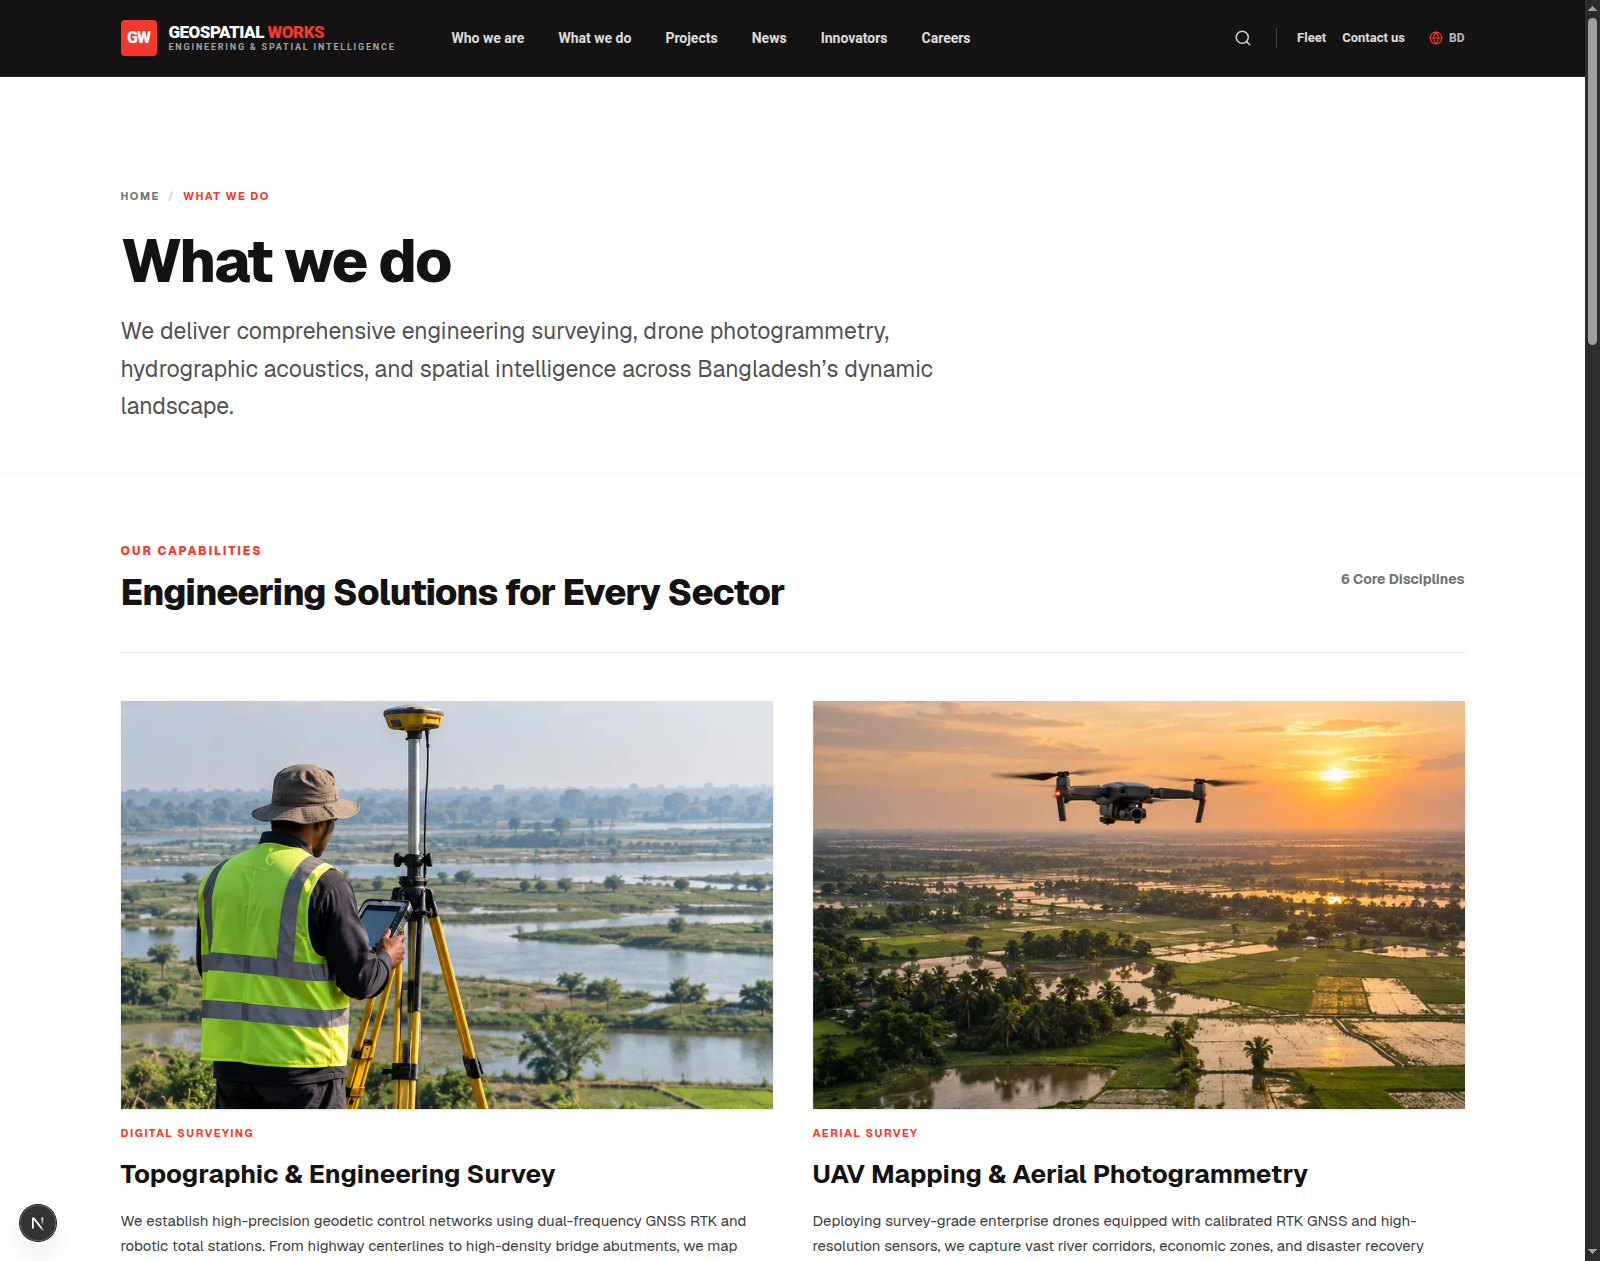 GW
GEOSPATIAL WORKS
ENGINEERING & SPATIAL INTELLIGENCE
Who we are
What we do
Projects
News
Innovators
Careers
Fleet
Contact us
BD
HOME / WHAT WE DO
What we do
We deliver comprehensive engineering surveying, drone photogrammetry,
hydrographic acoustics, and spatial intelligence across Bangladesh’s dynamic
landscape.
OUR CAPABILITIES
Engineering Solutions for Every Sector
6 Core Disciplines
DIGITAL SURVEYING
Topographic & Engineering Survey
We establish high-precision geodetic control networks using dual-frequency GNSS RTK and
robotic total stations. From highway centerlines to high-density bridge abutments, we map
AERIAL SURVEY
UAV Mapping & Aerial Photogrammetry
Deploying survey-grade enterprise drones equipped with calibrated RTK GNSS and high-
resolution sensors, we capture vast river corridors, economic zones, and disaster recovery
N